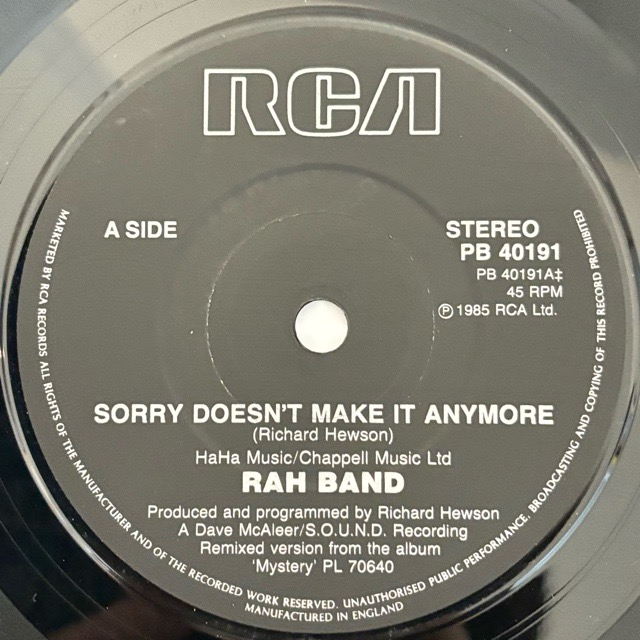 RCA
A SIDE
STEREO
PB 40191
PB 40191A‡
45 RPM
℗ 1985 RCA Ltd.
SORRY DOESN'T MAKE IT ANYMORE
(Richard Hewson)
HaHa Music/Chappell Music Ltd
RAH BAND
Produced and programmed by Richard Hewson
A Dave McAleer/S.O.U.N.D. Recording
Remixed version from the album
'Mystery' PL 70640
MARKETED BY RCA RECORDS ALL RIGHTS OF THE MANUFACTURER AND OF THE RECORDED WORK RESERVED. UNAUTHORISED PUBLIC PERFORMANCE, BROADCASTING AND COPYING OF THIS RECORD PROHIBITED
MANUFACTURED IN ENGLAND